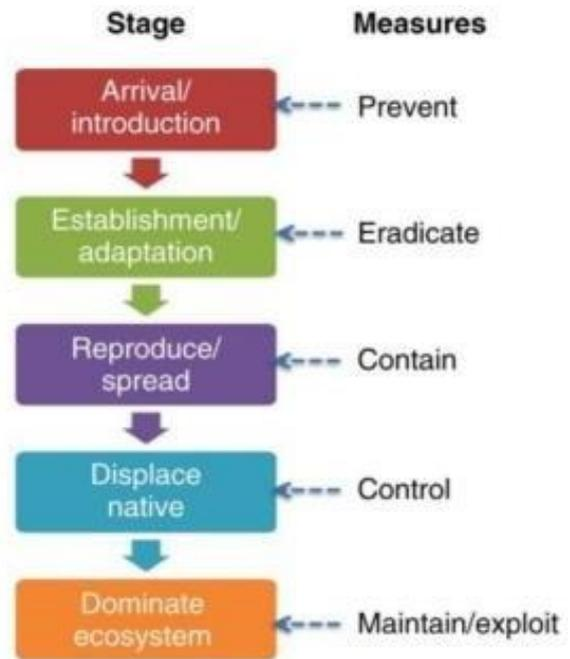 Stage Measures
Arrival/
introduction
Prevent
Establishment/
adaptation
Eradicate
Reproduce/
spread
Contain
Displace
native
Control
Dominate
ecosystem
Maintain/exploit